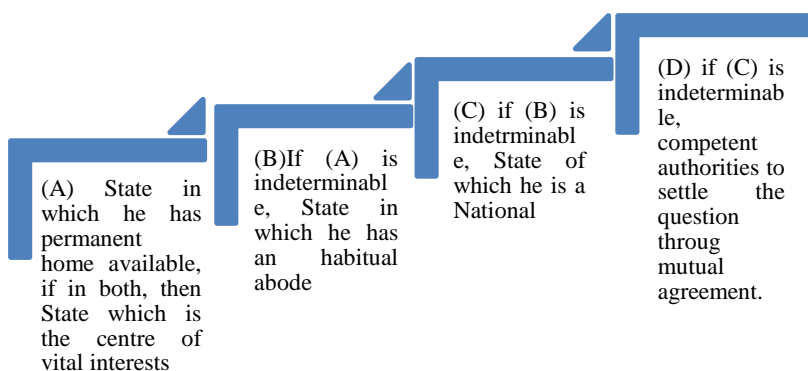 (A) State in
which he has
permanent
home available,
if in both, then
State which is
the centre of
vital interests
(B)If (A) is
indeterminabl
e, State in
which he has
an habitual
abode
(C) if (B) is
indetrminabl
e, State of
which he is a
National
(D) if (C) is
indeterminab
le,
competent
authorities to
settle the
question
throug
mutual
agreement.